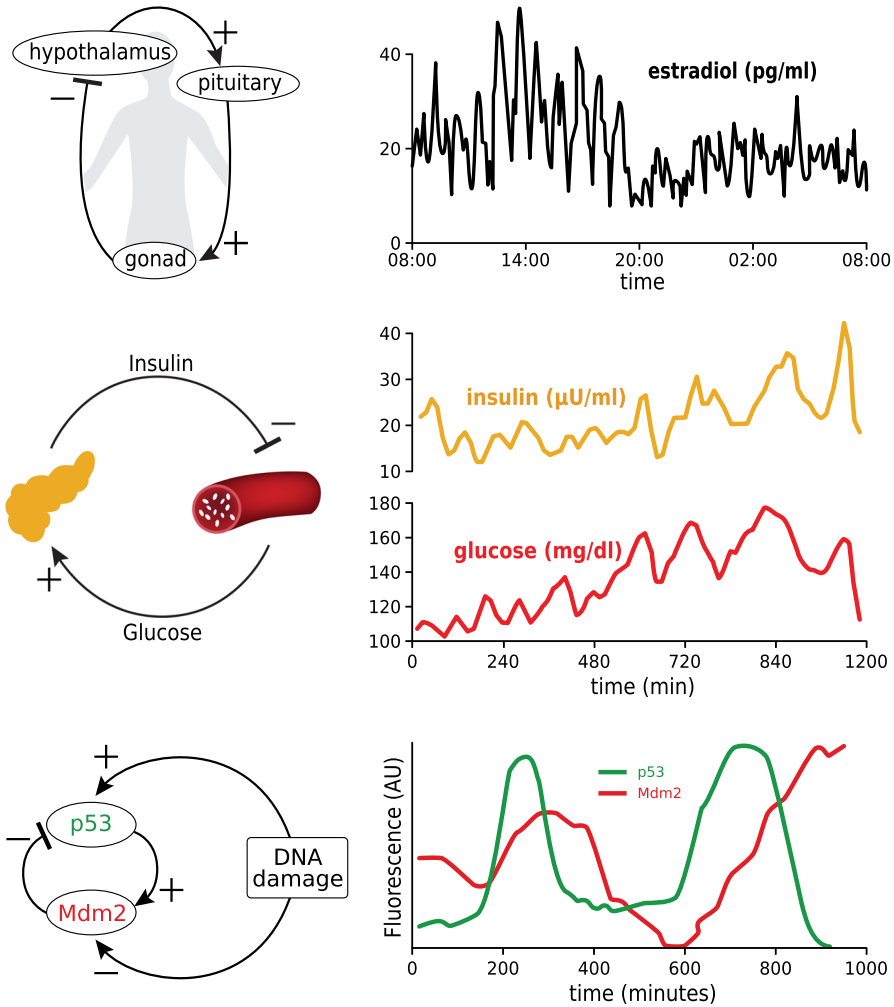 hypothalamus
+
pituitary
−
+
gonad
estradiol (pg/ml)
40
20
0
08:00 14:00 20:00 02:00 08:00
time
Insulin
−
+
Glucose
insulin (µU/ml)
40
30
20
10
glucose (mg/dl)
180
160
140
120
100
0 240 480 720 840 1200
time (min)
+
p53
−
+
Mdm2
−
DNA
damage
Fluorescence (AU)
p53
Mdm2
0 200 400 600 800 1000
time (minutes)